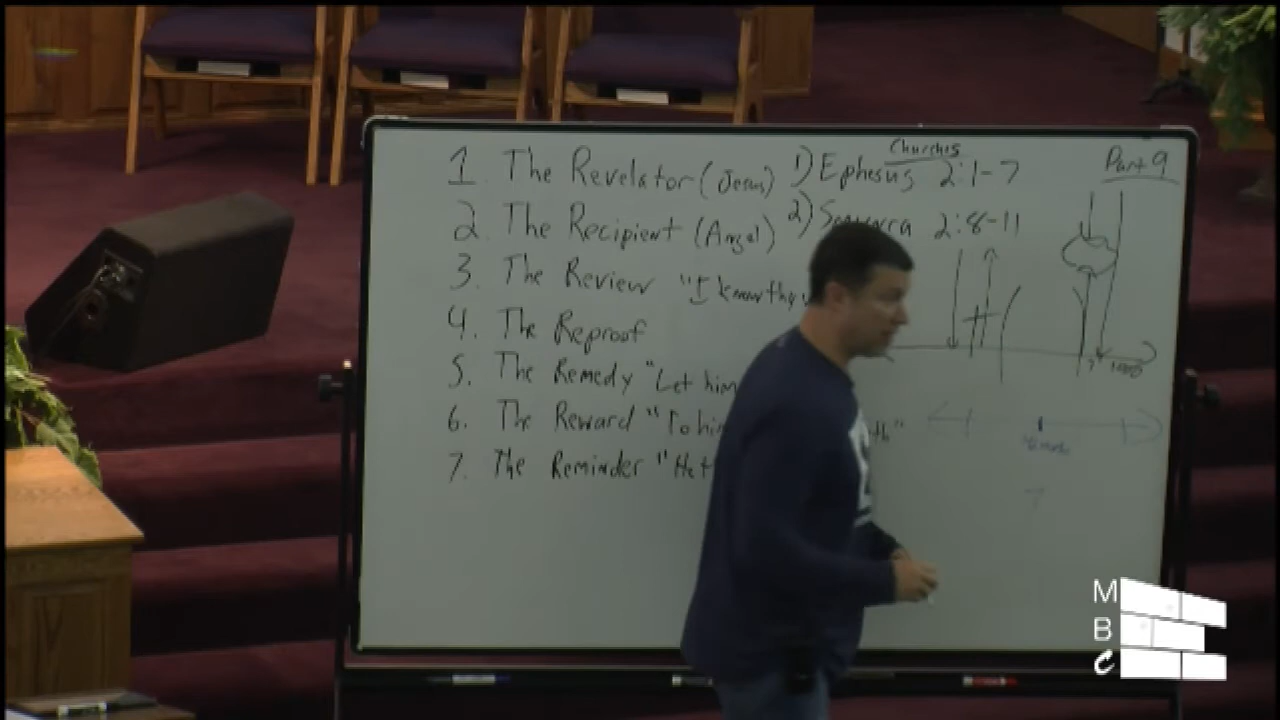 Churches
Part 9
1. The Revelator (Jesus) 1) Ephesus 2:1-7
2. The Recipient (Angel) 2) 2:8-11
3. The Review "I know thy
4. The Reproof
5. The Remedy "Let him
6. The Reward "To him
7. The Reminder "He
7 1000
7
M
B
C